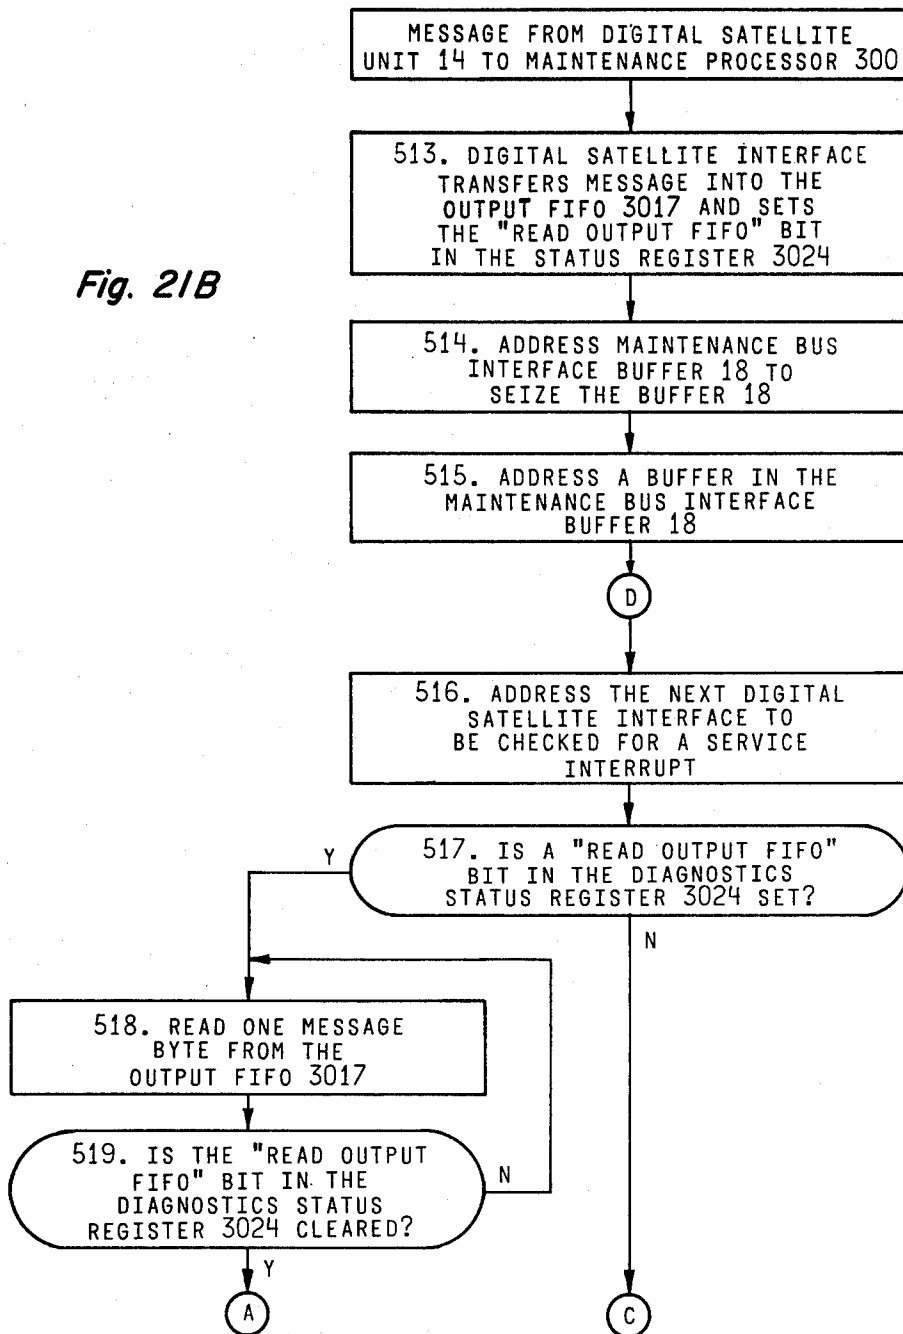 MESSAGE FROM DIGITAL SATELLITE
UNIT 14 TO MAINTENANCE PROCESSOR 300
513. DIGITAL SATELLITE INTERFACE
TRANSFERS MESSAGE INTO THE
OUTPUT FIFO 3017 AND SETS
THE "READ OUTPUT FIFO" BIT
IN THE STATUS REGISTER 3024
Fig. 21B
514. ADDRESS MAINTENANCE BUS
INTERFACE BUFFER 18 TO
SEIZE THE BUFFER 18
515. ADDRESS A BUFFER IN THE
MAINTENANCE BUS INTERFACE
BUFFER 18
D
516. ADDRESS THE NEXT DIGITAL
SATELLITE INTERFACE TO
BE CHECKED FOR A SERVICE
INTERRUPT
517. IS A "READ OUTPUT FIFO"
BIT IN THE DIAGNOSTICS
STATUS REGISTER 3024 SET?
Y
N
518. READ ONE MESSAGE
BYTE FROM THE
OUTPUT FIFO 3017
519. IS THE "READ OUTPUT
FIFO" BIT IN THE
DIAGNOSTICS STATUS
REGISTER 3024 CLEARED?
N
Y
A
C